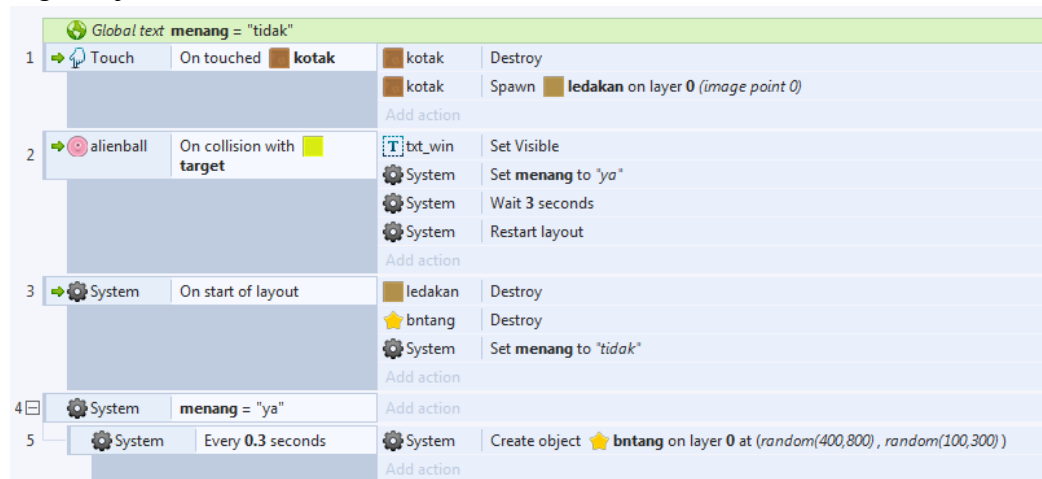 Global text menang = "tidak"
1 Touch On touched kotak kotak Destroy
kotak Spawn ledakan on layer 0 (image point 0)
Add action
2 alienball On collision with target T txt_win Set Visible
System Set menang to "ya"
System Wait 3 seconds
System Restart layout
Add action
3 System On start of layout ledakan Destroy
bntang Destroy
System Set menang to "tidak"
Add action
4 System menang = "ya" Add action
5 System Every 0.3 seconds System Create object bntang on layer 0 at (random(400,800) , random(100,300) )
Add action